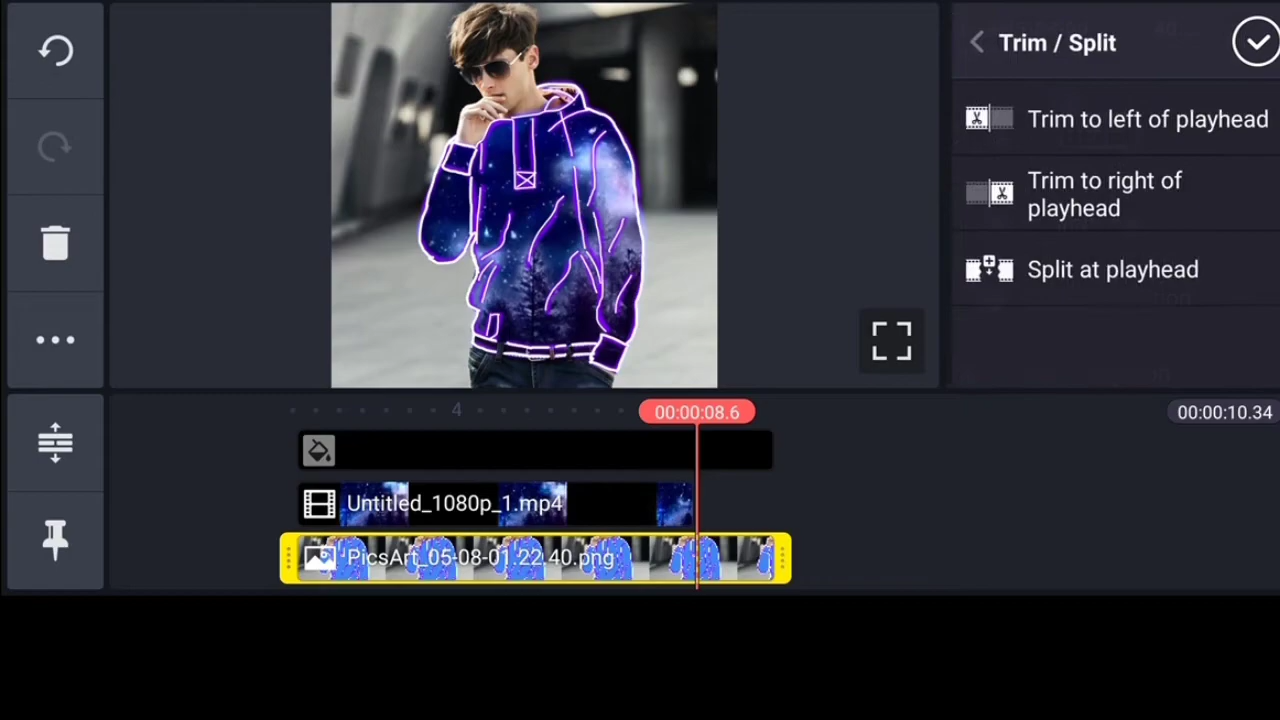 Trim / Split
Trim to left of playhead
Trim to right of
playhead
Split at playhead
4
00:00:08.6
00:00:10.34
Untitled_1080p_1.mp4
PicsArt_05-08-01.22.40.png